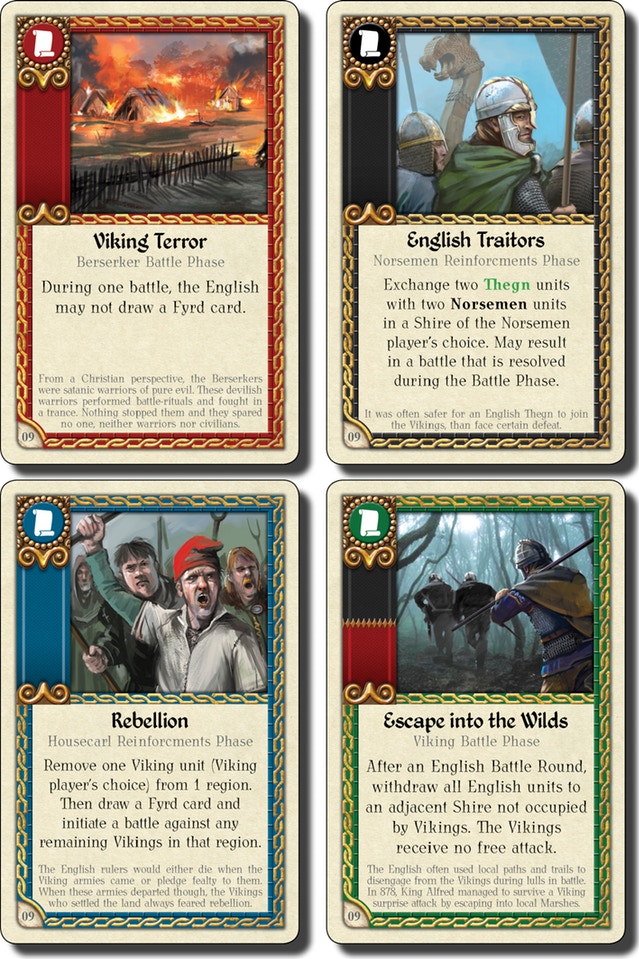 Viking Terror
Berserker Battle Phase
During one battle, the English
may not draw a Fyrd card.
From a Christian perspective, the Berserkers
were satanic warriors of pure evil. These devilish
warriors performed battle-rituals and fought in
a trance. Nothing stopped them and they spared
no one, neither warriors nor civilians.
09
English Traitors
Norsemen Reinforcments Phase
Exchange two Thegn units
with two Norsemen units
in a Shire of the Norsemen
player's choice. May result
in a battle that is resolved
during the Battle Phase.
It was often safer for an English Thegn to join
the Vikings, than face certain defeat.
09
Rebellion
Housecarl Reinforcments Phase
Remove one Viking unit (Viking
player's choice) from 1 region.
Then draw a Fyrd card and
initiate a battle against any
remaining Vikings in that region.
The English rulers would either die when the
Viking armies came or pledge fealty to them.
When these armies departed though, the Vikings
who settled the land always feared rebellion.
09
Escape into the Wilds
Viking Battle Phase
After an English Battle Round,
withdraw all English units to
an adjacent Shire not occupied
by Vikings. The Vikings
receive no free attack.
The English often used local paths and trails to
disengage from the Vikings during lulls in battle.
In 878, King Alfred managed to survive a Viking
surprise attack by escaping into local Marshes.
09